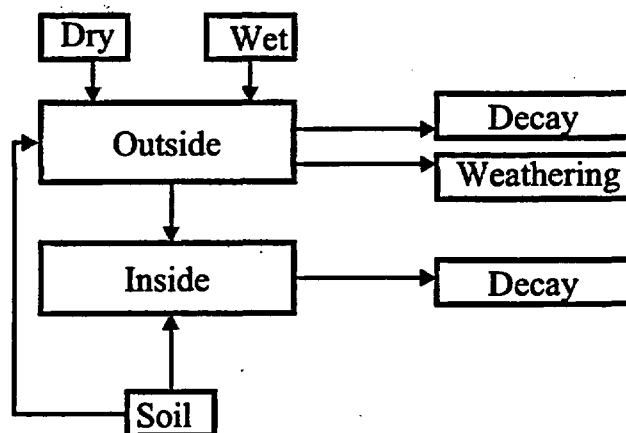 Dry
Wet
Outside
Decay
Weathering
Inside
Decay
Soil